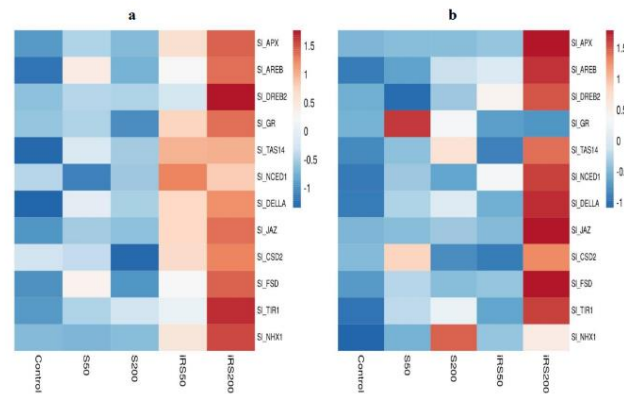 a
b
Sl_APX
Sl_AREB
Sl_DREB2
Sl_GR
Sl_TAS14
Sl_NCED1
Sl_DELLA
Sl_JAZ
Sl_CSD2
Sl_FSD
Sl_TIR1
Sl_NHX1
Control
S50
S200
iRS50
iRS200
1.5
1
0.5
0
-0.5
-1
Sl_APX
Sl_AREB
Sl_DREB2
Sl_GR
Sl_TAS14
Sl_NCED1
Sl_DELLA
Sl_JAZ
Sl_CSD2
Sl_FSD
Sl_TIR1
Sl_NHX1
Control
S50
S200
iRS50
iRS200
1.5
1
0.5
0
-0.5
-1